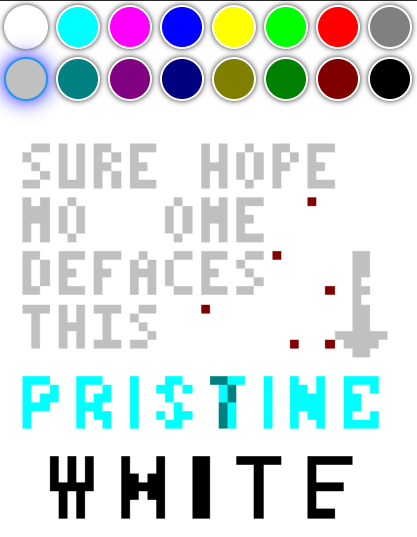 SURE HOPE
NO ONE
DEFACES
THIS
PRISTINE
WHITE